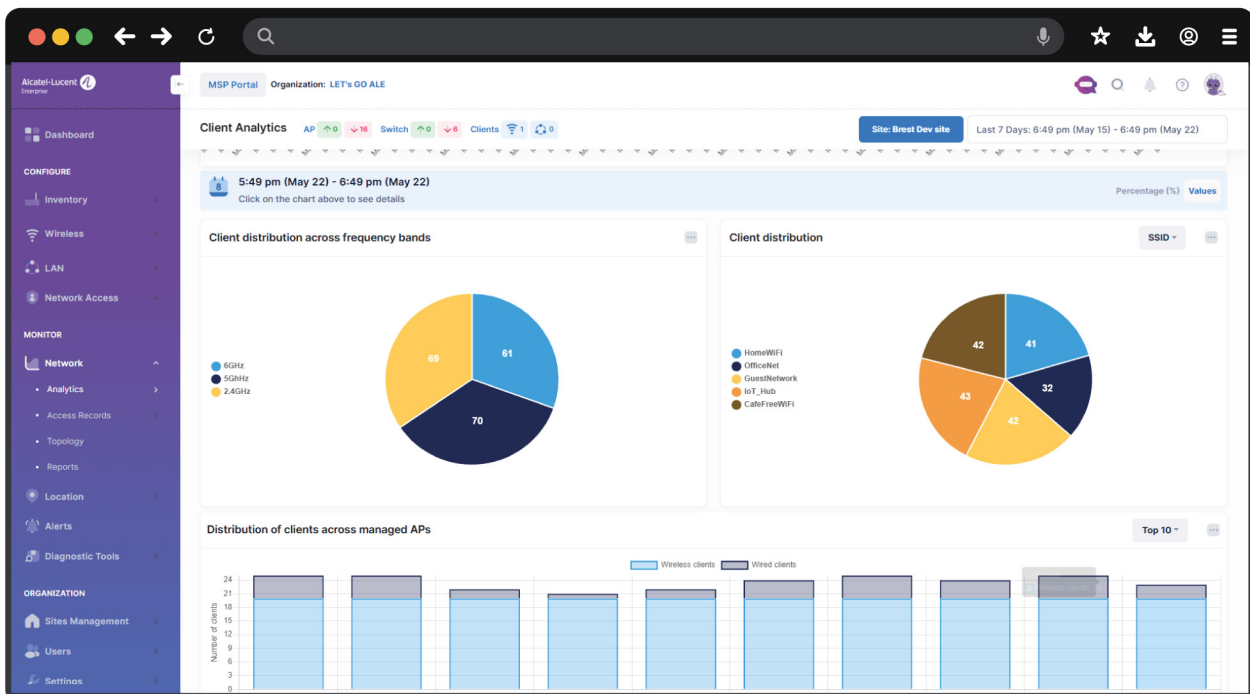 Alcatel-Lucent
Enterprise
MSP Portal Organization: LET's GO ALE
Client Analytics AP 0 16 Switch 0 6 Clients 1 0
Site: Brest Dev site
Last 7 Days: 6:49 pm (May 15) - 6:49 pm (May 22)
Dashboard
CONFIGURE
Inventory
Wireless
LAN
Network Access
MONITOR
Network
Analytics
Access Records
Topology
Reports
Location
Alerts
Diagnostic Tools
ORGANIZATION
Sites Management
Users
Settings
8
5:49 pm (May 22) - 6:49 pm (May 22)
Click on the chart above to see details
Percentage (%) Values
Client distribution across frequency bands
6GHz
5GhHz
2.4GHz
69
61
70
Client distribution
SSID
HomeWiFi
OfficeNet
GuestNetwork
IoT_Hub
CafeFreeWiFi
42
41
32
43
42
Distribution of clients across managed APs
Top 10
Wireless clients Wired clients
Number of clients
24
21
18
15
12
9
6
3
0